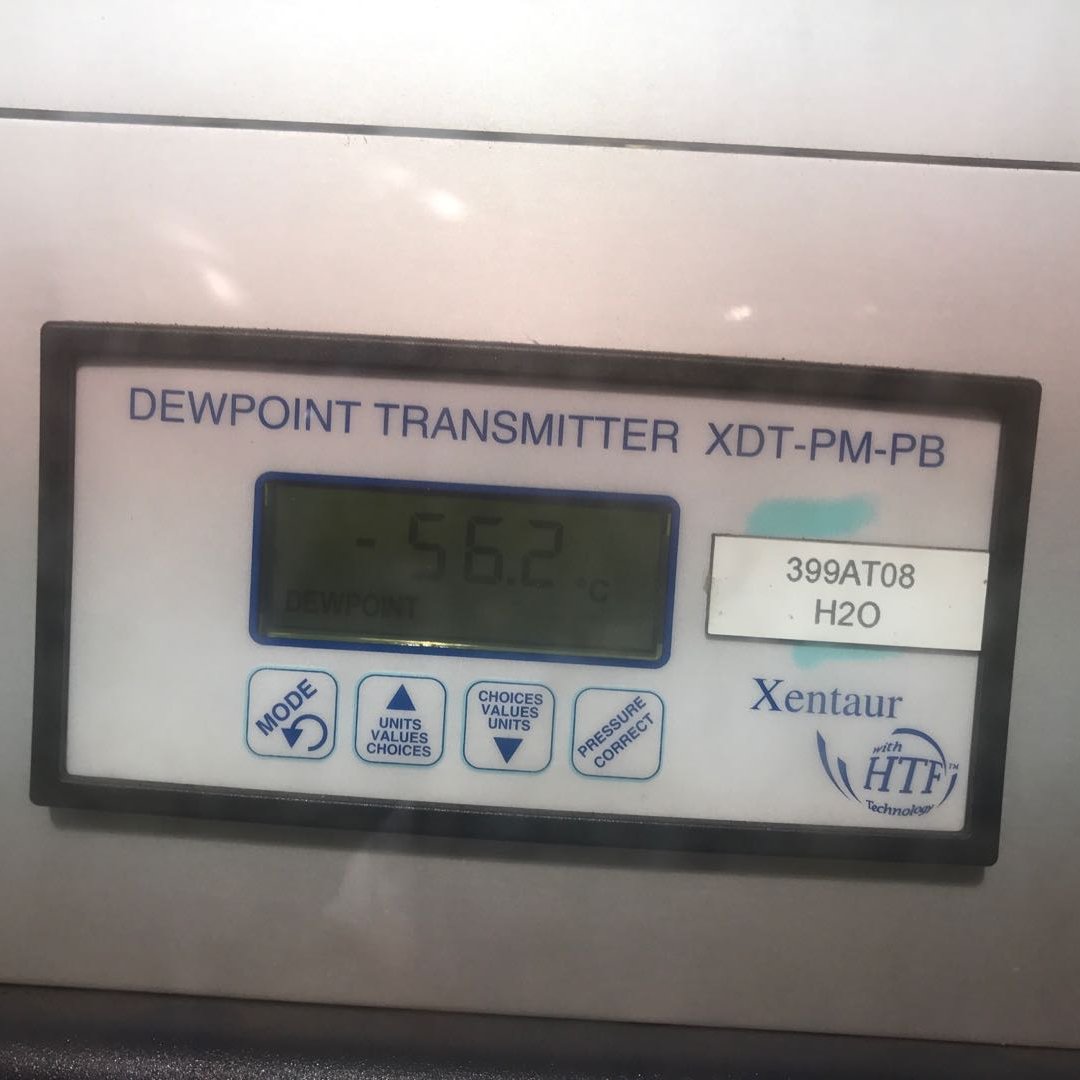 DEWPOINT TRANSMITTER XDT-PM-PB
- 56.2 °C
DEWPOINT
399AT08
H2O
MODE
UNITS
VALUES
CHOICES
CHOICES
VALUES
UNITS
PRESSURE
CORRECT
Xentaur
with
HTF™
Technology